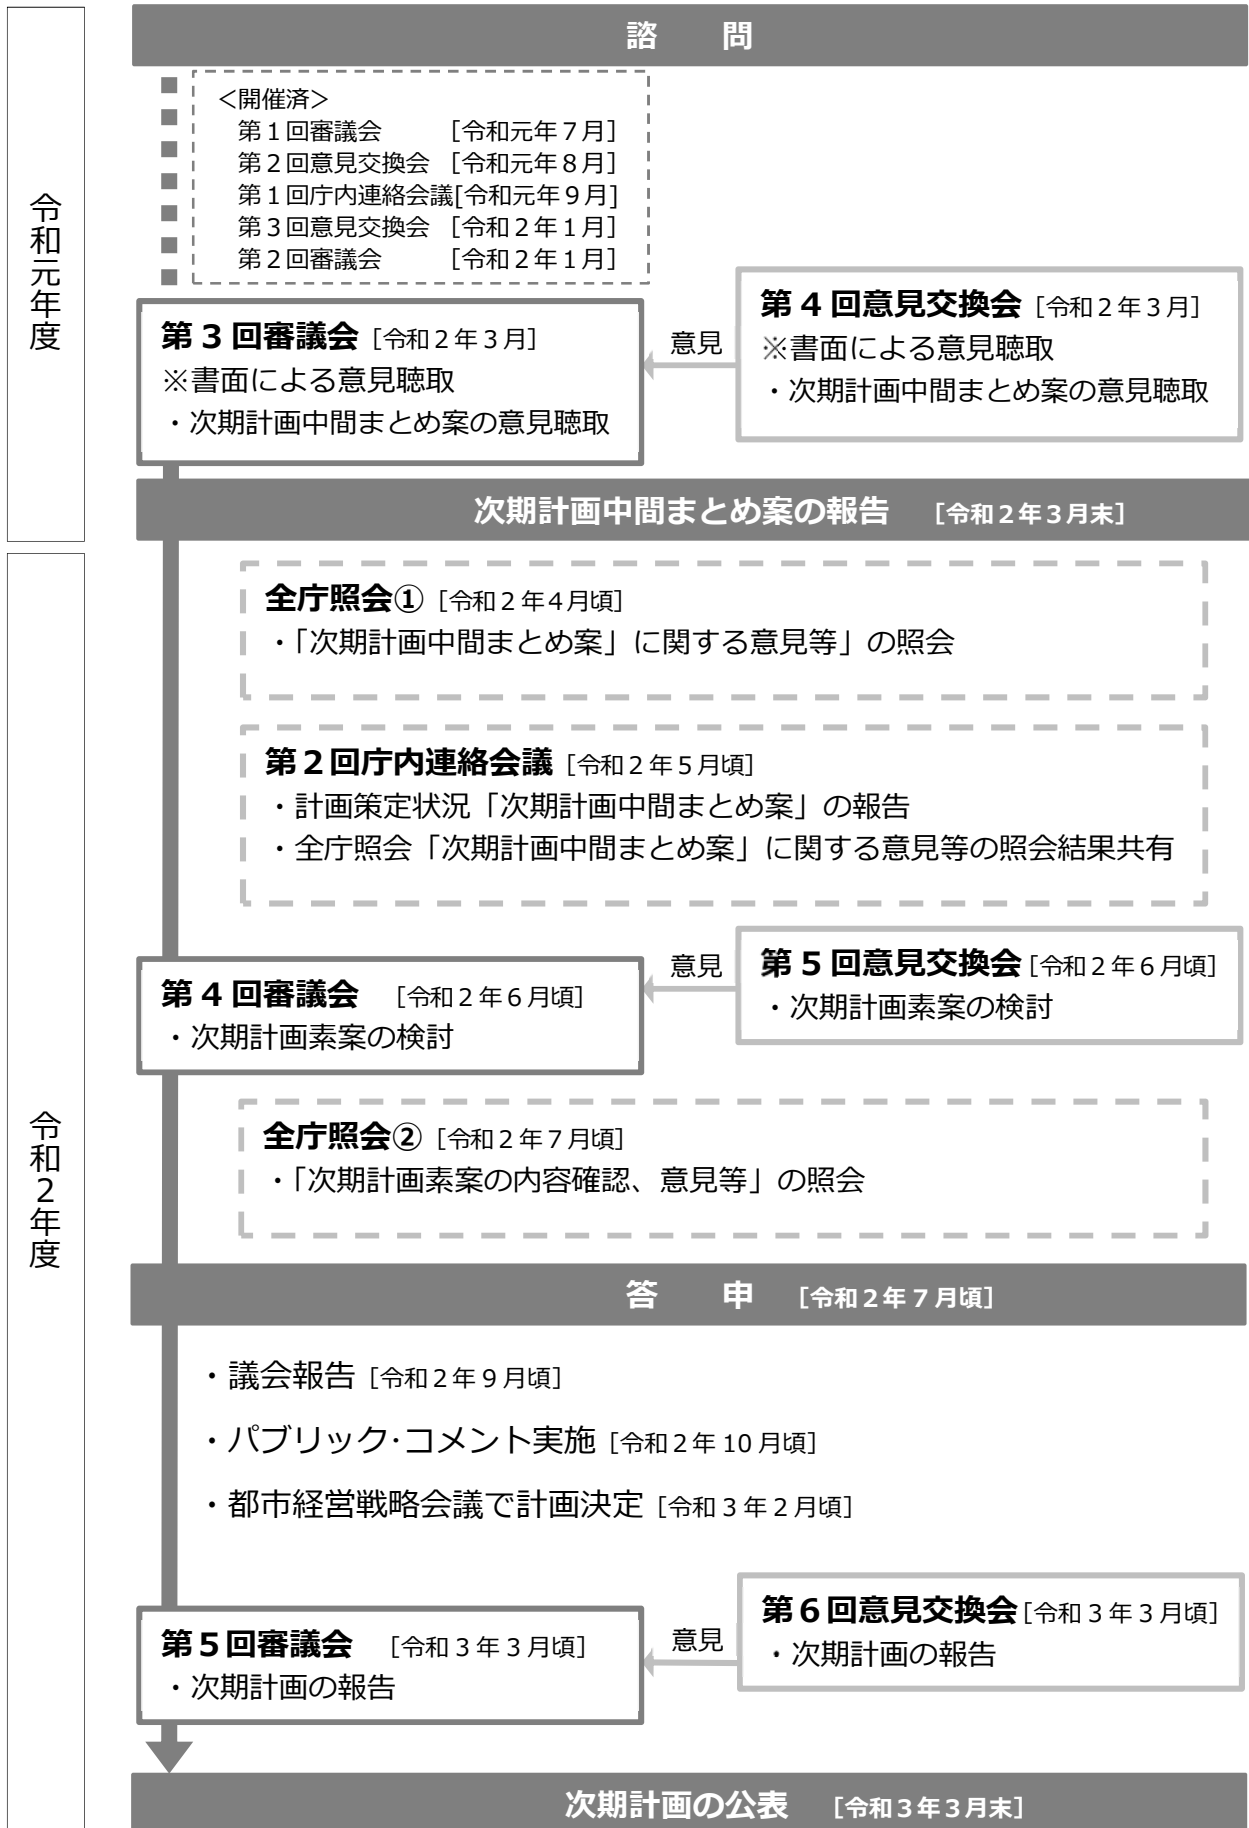 令和元年度
諮　問
＜開催済＞
第１回審議会　　　［令和元年７月］
第２回意見交換会　［令和元年８月］
第１回庁内連絡会議[令和元年９月]
第３回意見交換会　［令和２年１月］
第２回審議会　　　［令和２年１月］
第４回意見交換会［令和２年３月］
※書面による意見聴取
・次期計画中間まとめ案の意見聴取
意見
第３回審議会［令和２年３月］
※書面による意見聴取
・次期計画中間まとめ案の意見聴取
次期計画中間まとめ案の報告　［令和２年３月末］
令和２年度
全庁照会①［令和２年４月頃］
・「次期計画中間まとめ案」に関する意見等」の照会
第２回庁内連絡会議［令和２年５月頃］
・計画策定状況「次期計画中間まとめ案」の報告
・全庁照会「次期計画中間まとめ案」に関する意見等の照会結果共有
第５回意見交換会［令和２年６月頃］
・次期計画素案の検討
意見
第４回審議会　［令和２年６月頃］
・次期計画素案の検討
全庁照会②［令和２年７月頃］
・「次期計画素案の内容確認、意見等」の照会
答　申　［令和２年７月頃］
・議会報告［令和２年９月頃］
・パブリック・コメント実施［令和２年 10 月頃］
・都市経営戦略会議で計画決定［令和３年２月頃］
第６回意見交換会［令和３年３月頃］
・次期計画の報告
意見
第５回審議会　［令和３年３月頃］
・次期計画の報告
次期計画の公表　［令和３年３月末］